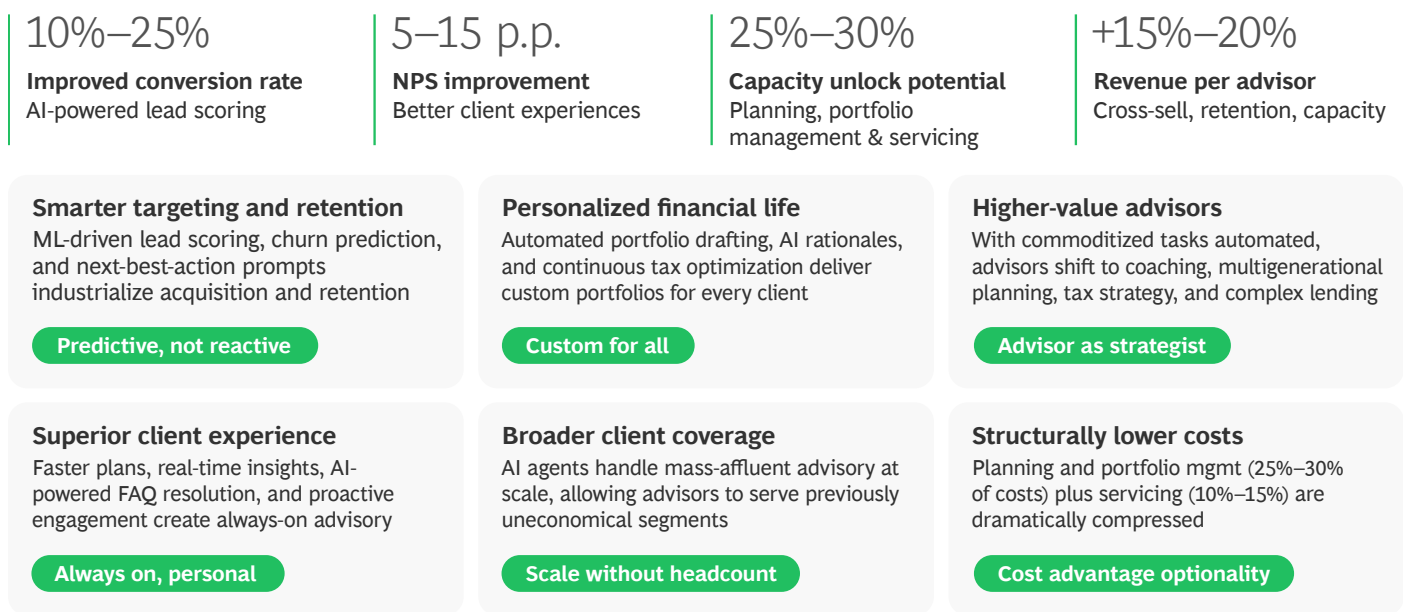 10%–25%
Improved conversion rate
AI-powered lead scoring
5–15 p.p.
NPS improvement
Better client experiences
25%–30%
Capacity unlock potential
Planning, portfolio
management & servicing
+15%–20%
Revenue per advisor
Cross-sell, retention, capacity
Smarter targeting and retention
ML-driven lead scoring, churn prediction,
and next-best-action prompts
industrialize acquisition and retention
Predictive, not reactive
Personalized financial life
Automated portfolio drafting, AI rationales,
and continuous tax optimization deliver
custom portfolios for every client
Custom for all
Higher-value advisors
With commoditized tasks automated,
advisors shift to coaching, multigenerational
planning, tax strategy, and complex lending
Advisor as strategist
Superior client experience
Faster plans, real-time insights, AI-
powered FAQ resolution, and proactive
engagement create always-on advisory
Always on, personal
Broader client coverage
AI agents handle mass-affluent advisory at
scale, allowing advisors to serve previously
uneconomical segments
Scale without headcount
Structurally lower costs
Planning and portfolio mgmt (25%–30%
of costs) plus servicing (10%–15%) are
dramatically compressed
Cost advantage optionality